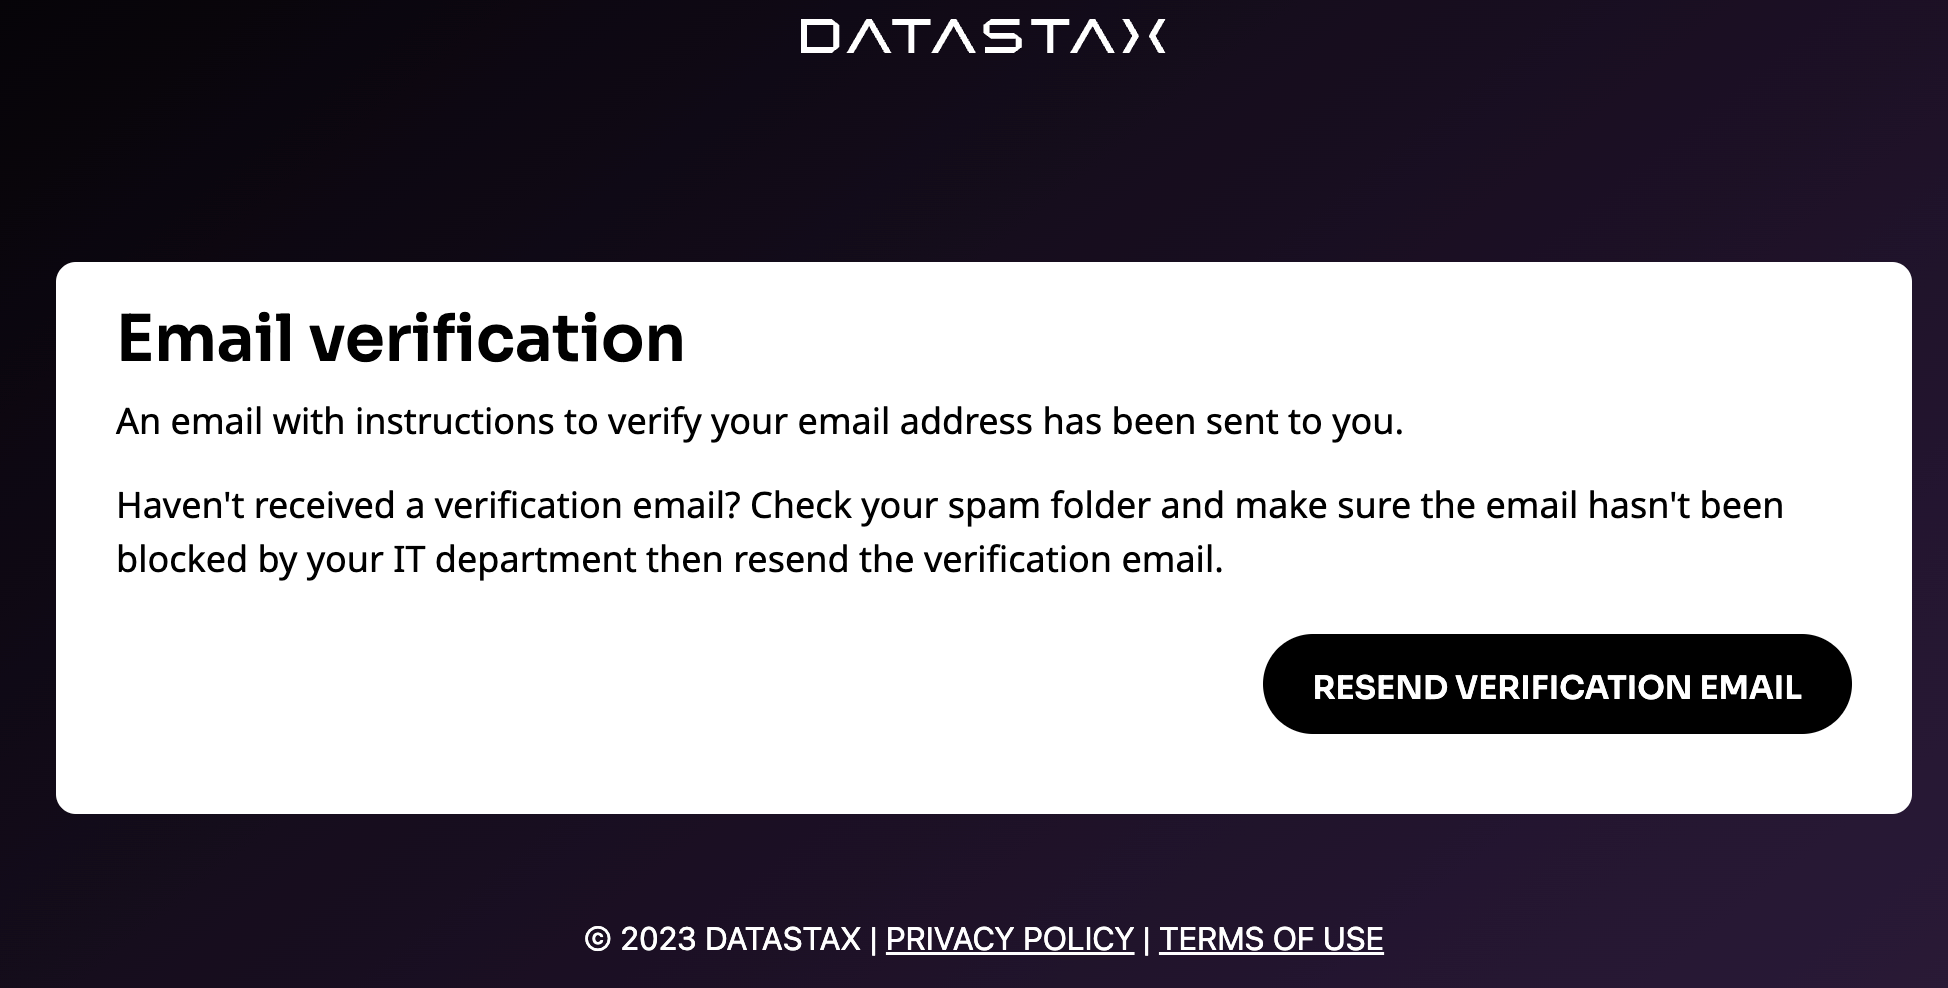 DATASTAX
Email verification
An email with instructions to verify your email address has been sent to you.
Haven't received a verification email? Check your spam folder and make sure the email hasn't been
blocked by your IT department then resend the verification email.
RESEND VERIFICATION EMAIL
© 2023 DATASTAX | PRIVACY POLICY | TERMS OF USE